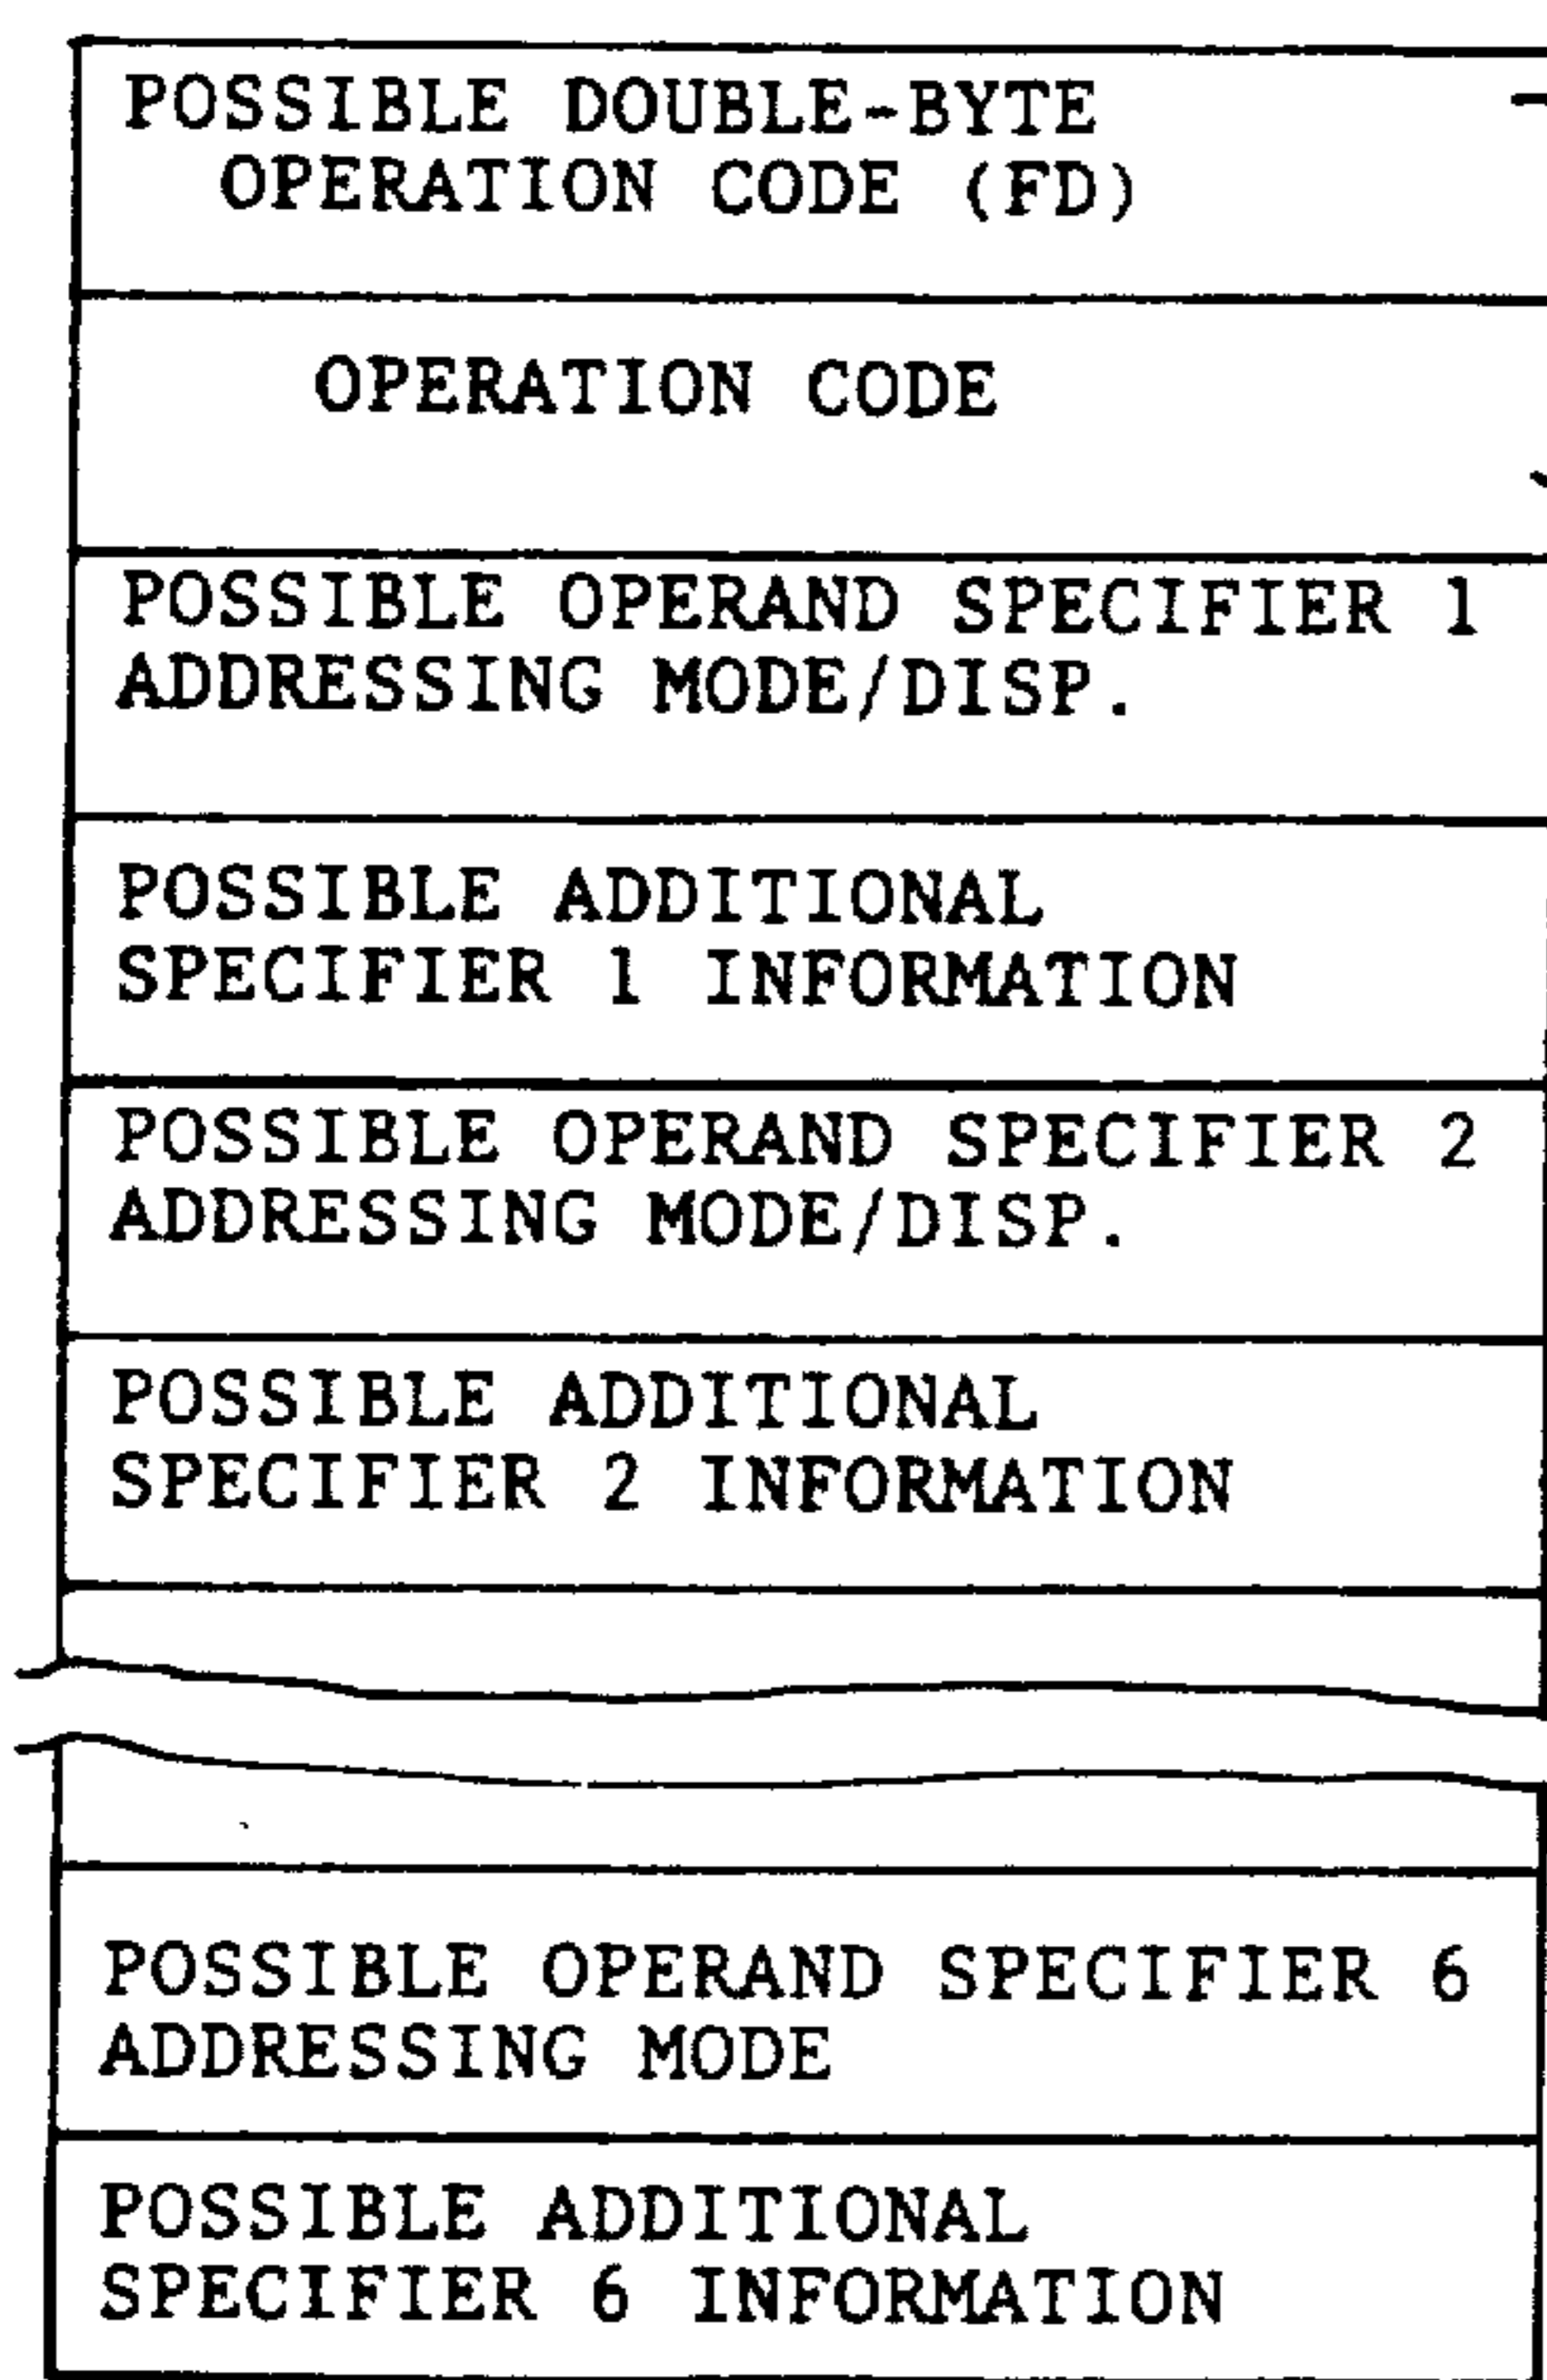 POSSIBLE DOUBLE-BYTE
OPERATION CODE (FD)
OPERATION CODE
POSSIBLE OPERAND SPECIFIER 1
ADDRESSING MODE/DISP.
POSSIBLE ADDITIONAL
SPECIFIER 1 INFORMATION
POSSIBLE OPERAND SPECIFIER 2
ADDRESSING MODE/DISP.
POSSIBLE ADDITIONAL
SPECIFIER 2 INFORMATION
POSSIBLE OPERAND SPECIFIER 6
ADDRESSING MODE
POSSIBLE ADDITIONAL
SPECIFIER 6 INFORMATION